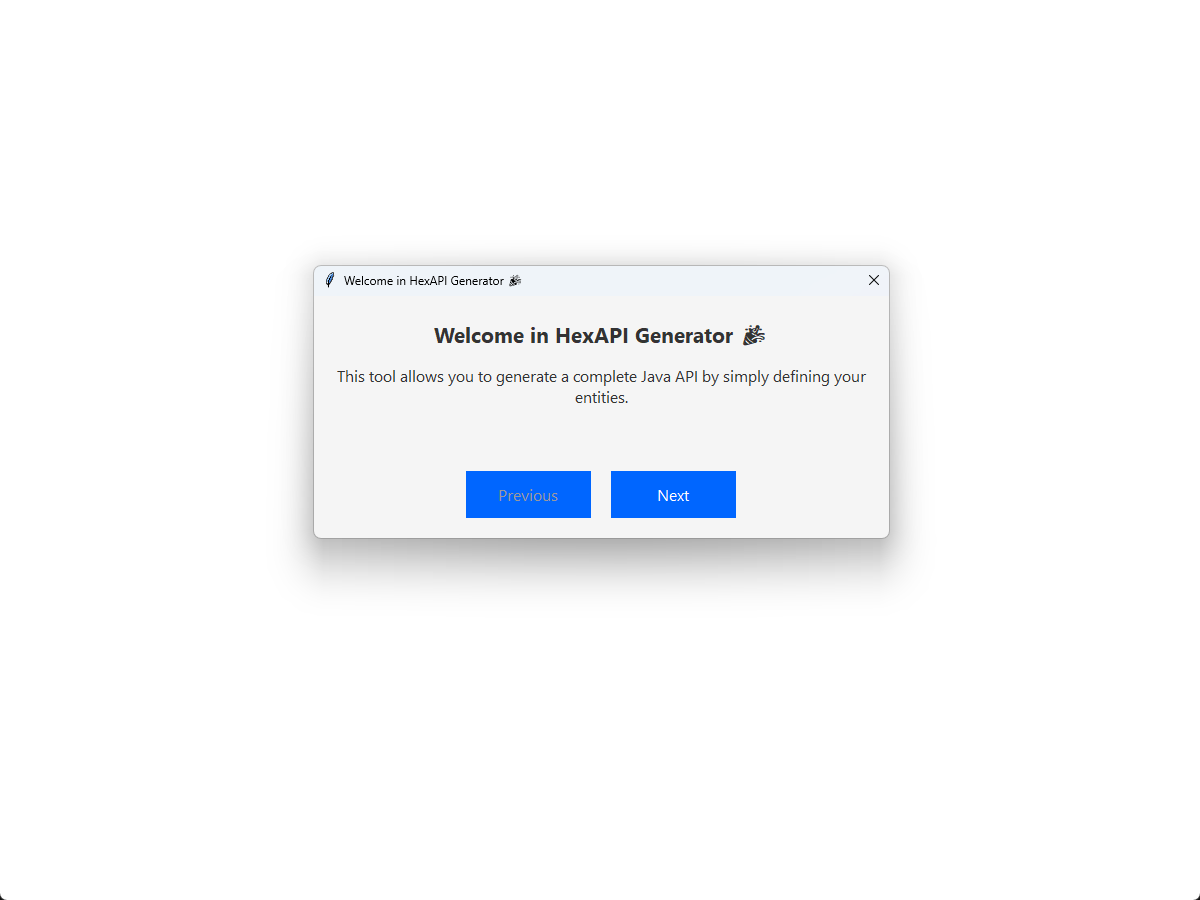 Welcome in HexAPI Generator 🎉
Welcome in HexAPI Generator 🎉
This tool allows you to generate a complete Java API by simply defining your
entities.
Previous
Next